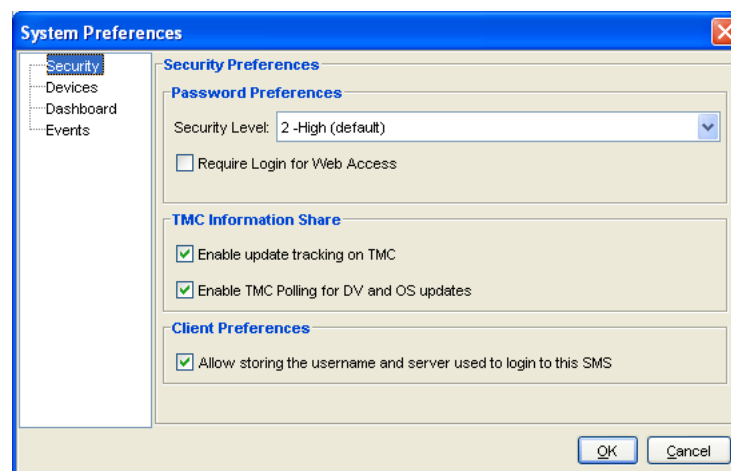 System Preferences
Security
Devices
Dashboard
Events
Security Preferences
Password Preferences
Security Level: 2 -High (default)
Require Login for Web Access
TMC Information Share
Enable update tracking on TMC
Enable TMC Polling for DV and OS updates
Client Preferences
Allow storing the username and server used to login to this SMS
OK Cancel